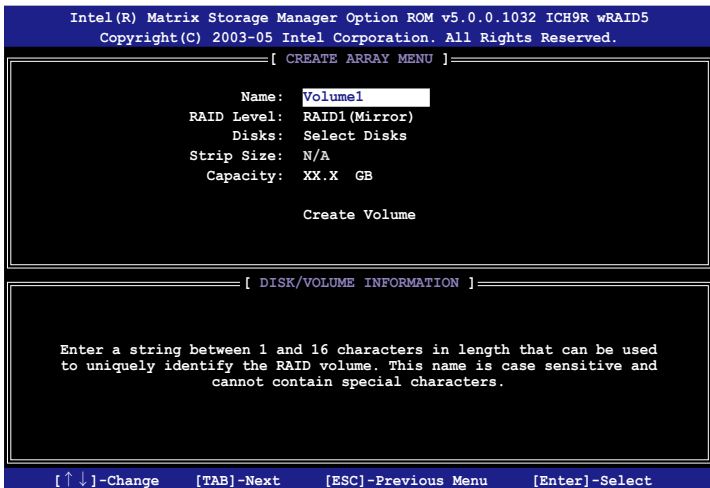 Intel(R) Matrix Storage Manager Option ROM v5.0.0.1032 ICH9R wRAID5
Copyright(C) 2003-05 Intel Corporation. All Rights Reserved.
[ CREATE ARRAY MENU ]
Name: Volume1
RAID Level: RAID1(Mirror)
Disks: Select Disks
Strip Size: N/A
Capacity: XX.X GB
Create Volume
[ DISK/VOLUME INFORMATION ]
Enter a string between 1 and 16 characters in length that can be used
to uniquely identify the RAID volume. This name is case sensitive and
cannot contain special characters.
[↑↓]-Change [TAB]-Next [ESC]-Previous Menu [Enter]-Select